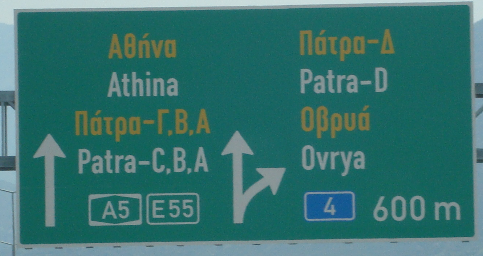 Αθήνα
Athina
Πάτρα-Γ,Β,Α
Patra-C,B,A
A5 E55
Πάτρα-Δ
Patra-D
Οβρυά
Ovrya
4 600 m